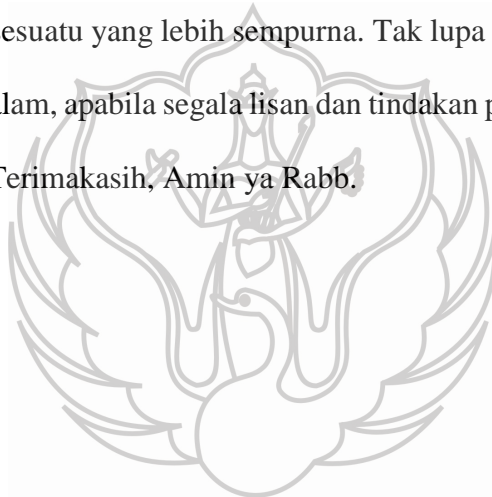 sesuatu yang lebih sempurna. Tak lupa
alam, apabila segala lisan dan tindakan
Terimakasih, Amin ya Rabb.